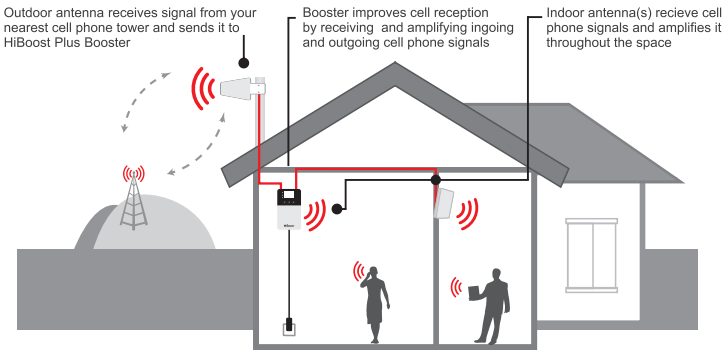 Outdoor antenna receives signal from your
nearest cell phone tower and sends it to
HiBoost Plus Booster
Booster improves cell reception
by receiving and amplifying ingoing
and outgoing cell phone signals
Indoor antenna(s) recieve cell
phone signals and amplifies it
throughout the space
HiBoost